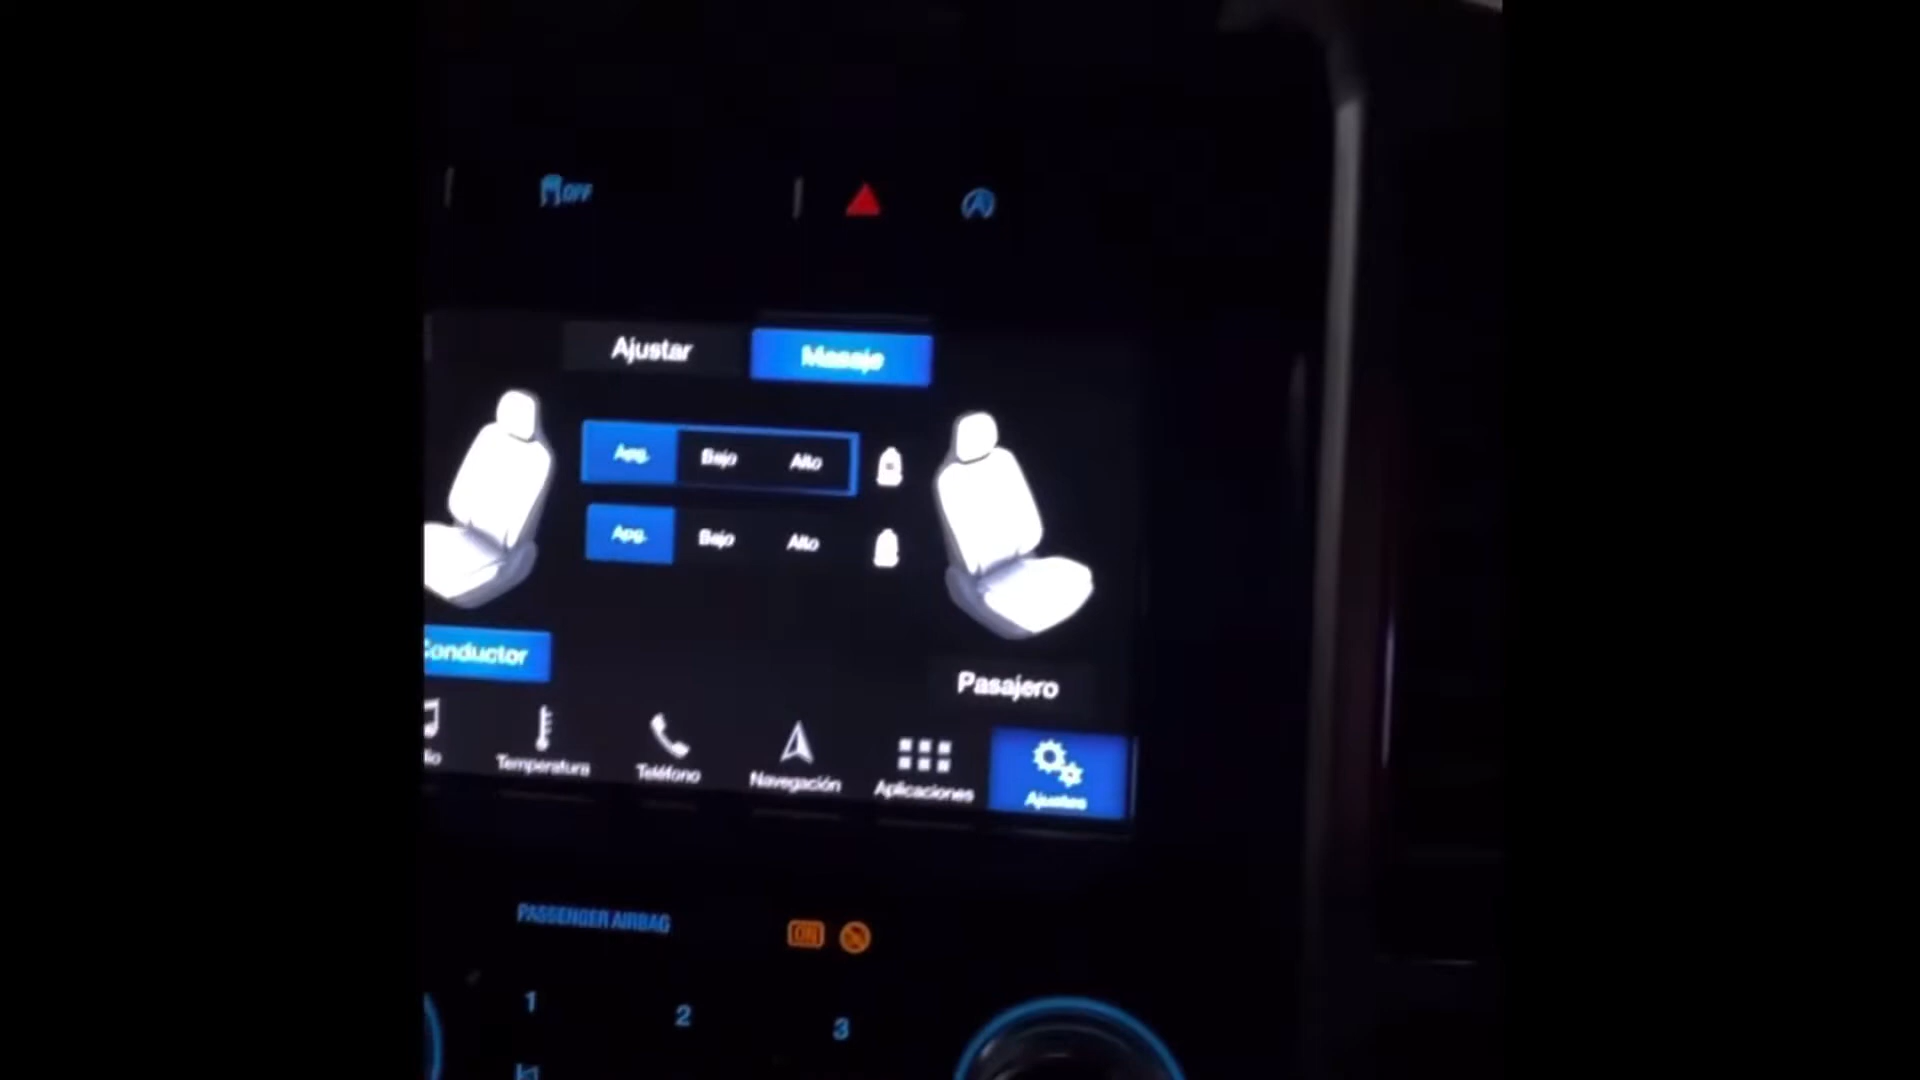 OFF
Ajustar
Masaje
Apg.
Bajo
Alto
Apg.
Bajo
Alto
Conductor
Pasajero
Temperatura
Teléfono
Navegación
Aplicaciones
Ajustes
PASSENGER AIRBAG
ON
1
2
3